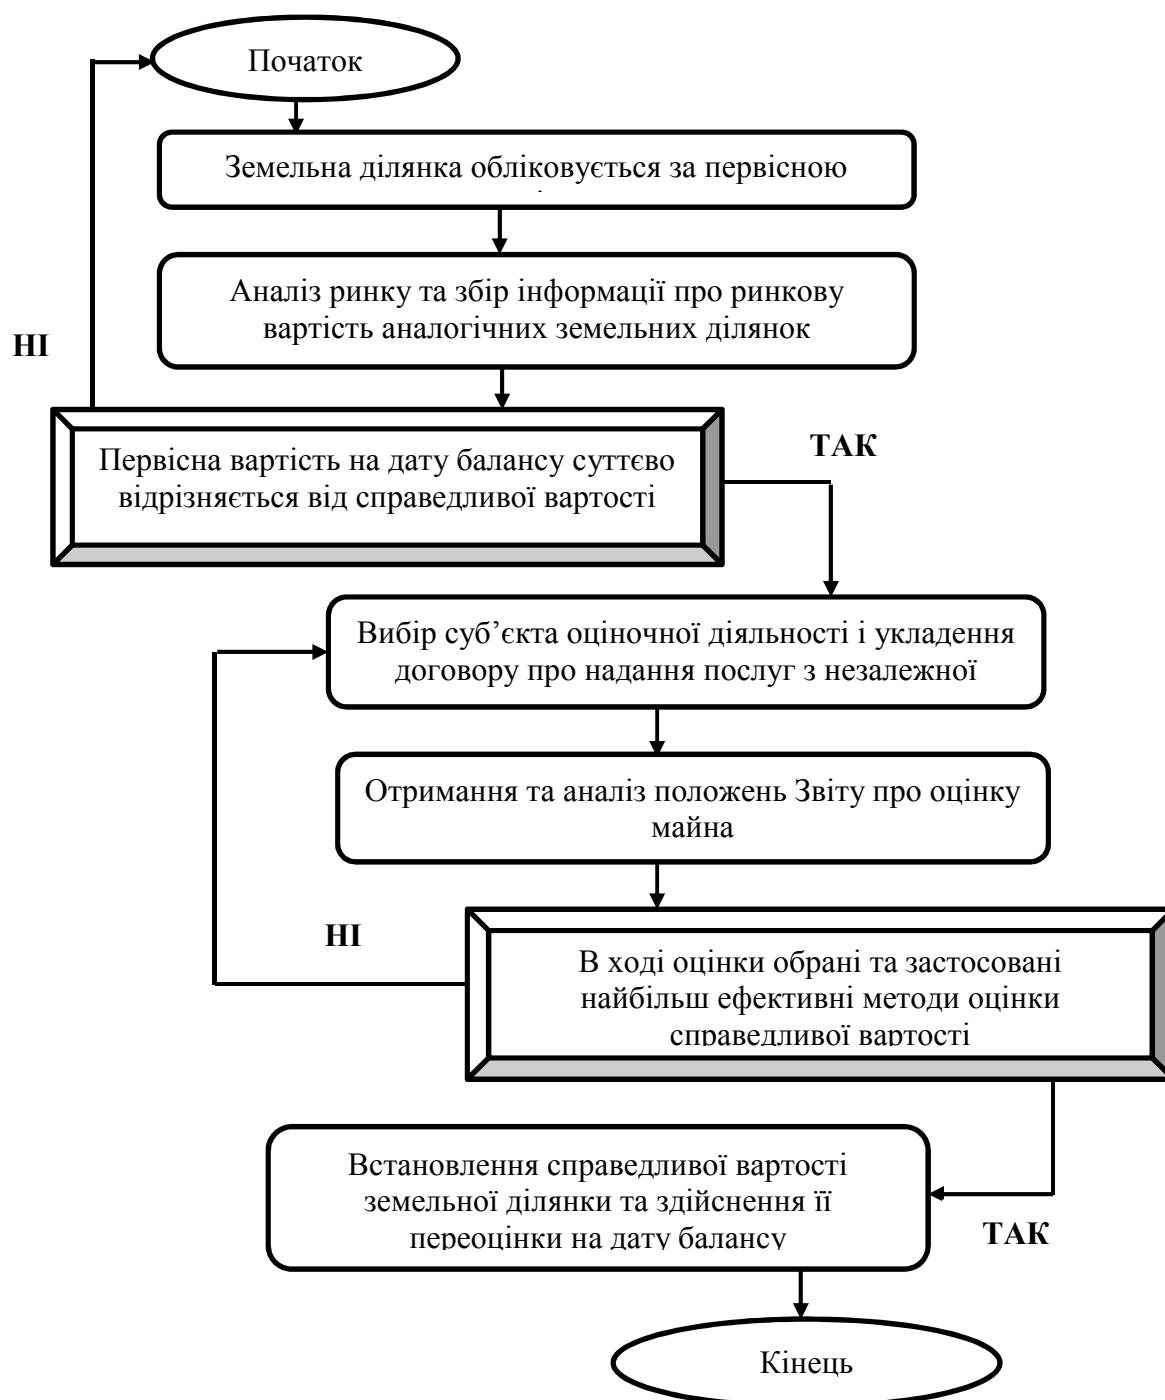 Початок
Земельна ділянка обліковується за первісною
Аналіз ринку та збір інформації про ринкову
вартість аналогічних земельних ділянок
НІ
ТАК
Первісна вартість на дату балансу суттєво
відрізняється від справедливої вартості
Вибір суб’єкта оціночної діяльності і укладення
договору про надання послуг з незалежної
Отримання та аналіз положень Звіту про оцінку
майна
НІ
В ході оцінки обрані та застосовані
найбільш ефективні методи оцінки
справедливої вартості
Встановлення справедливої вартості
земельної ділянки та здійснення її
переоцінки на дату балансу
ТАК
Кінець